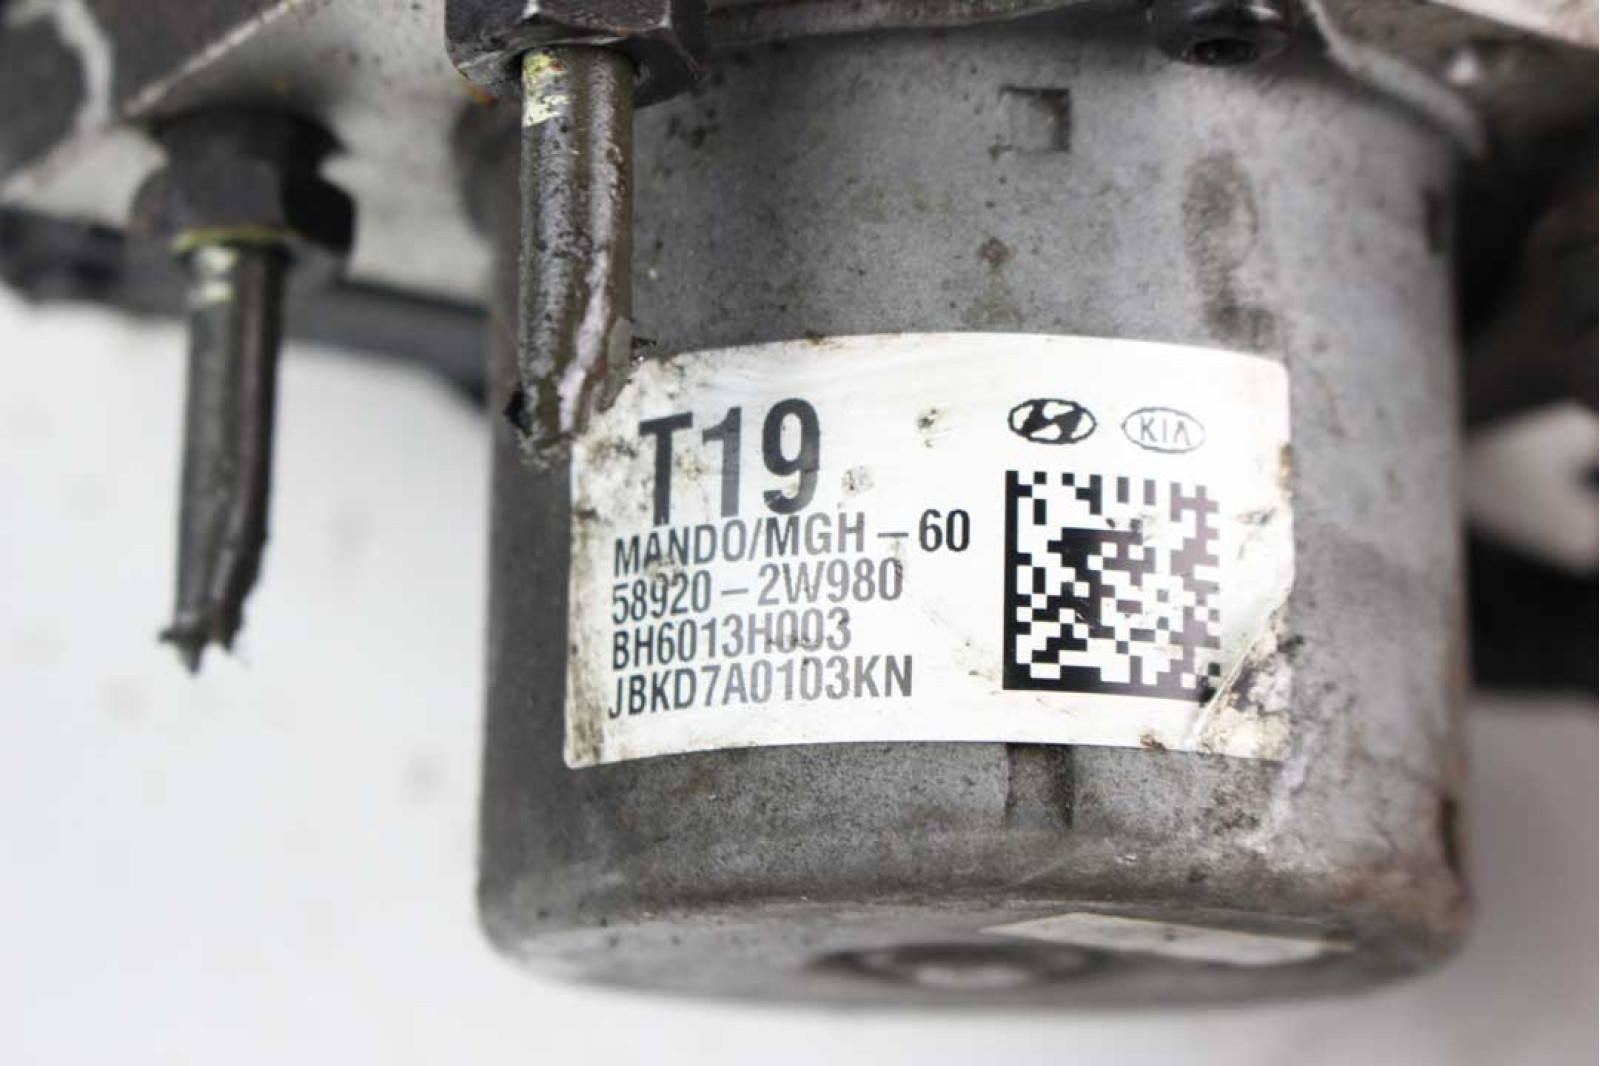 T19
KIA
MANDO/MGH-60
58920-2W980
BH6013H003
JBKD7A0103KN